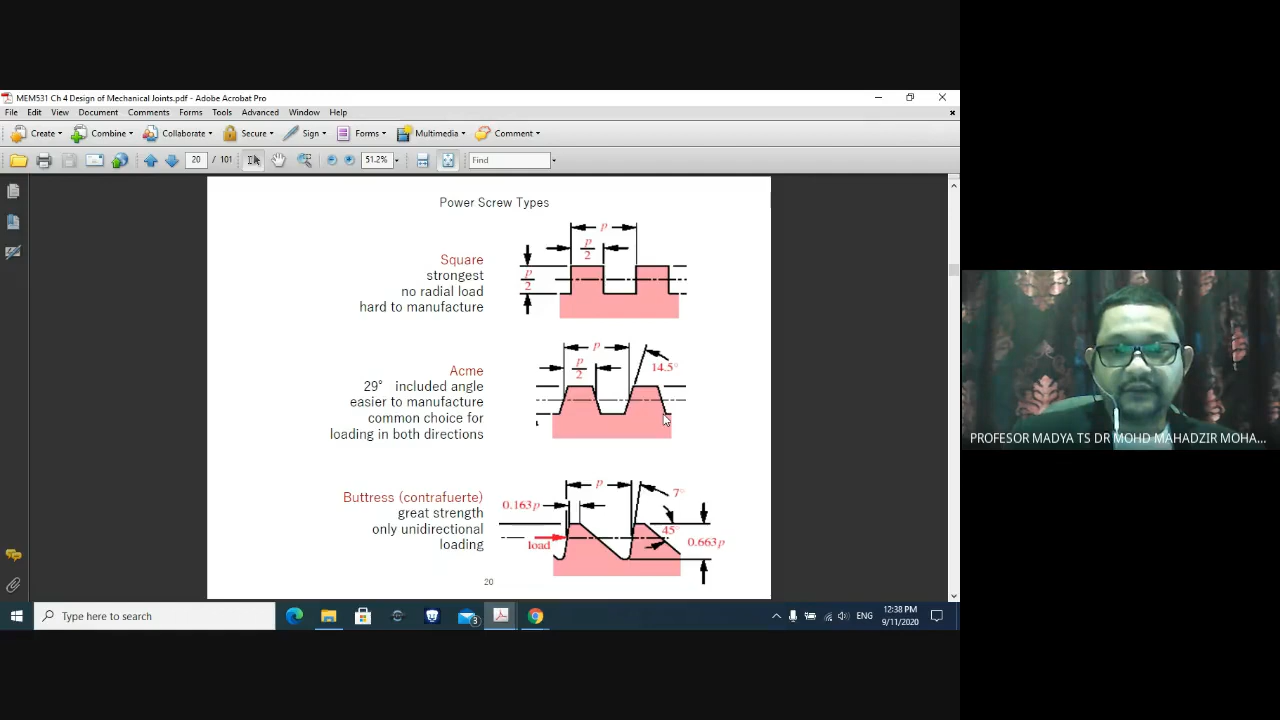 MEM531 Ch 4 Design of Mechanical Joints.pdf - Adobe Acrobat Pro
File Edit View Document Comments Forms Tools Advanced Window Help
Create Combine Collaborate Secure Sign Forms Multimedia Comment
20 / 101 51.2% Find
Power Screw Types
p
p
2
Square
strongest
no radial load
hard to manufacture
p
2
p
p
2
14.5°
Acme
29° included angle
easier to manufacture
common choice for
loading in both directions
PROFESOR MADYA TS DR MOHD MAHADZIR MOHA...
p
7°
Buttress (contrafuerte)
great strength
only unidirectional
loading
0.163p
45°
load
0.663p
20
Type here to search
3
ENG
12:38 PM
9/11/2020